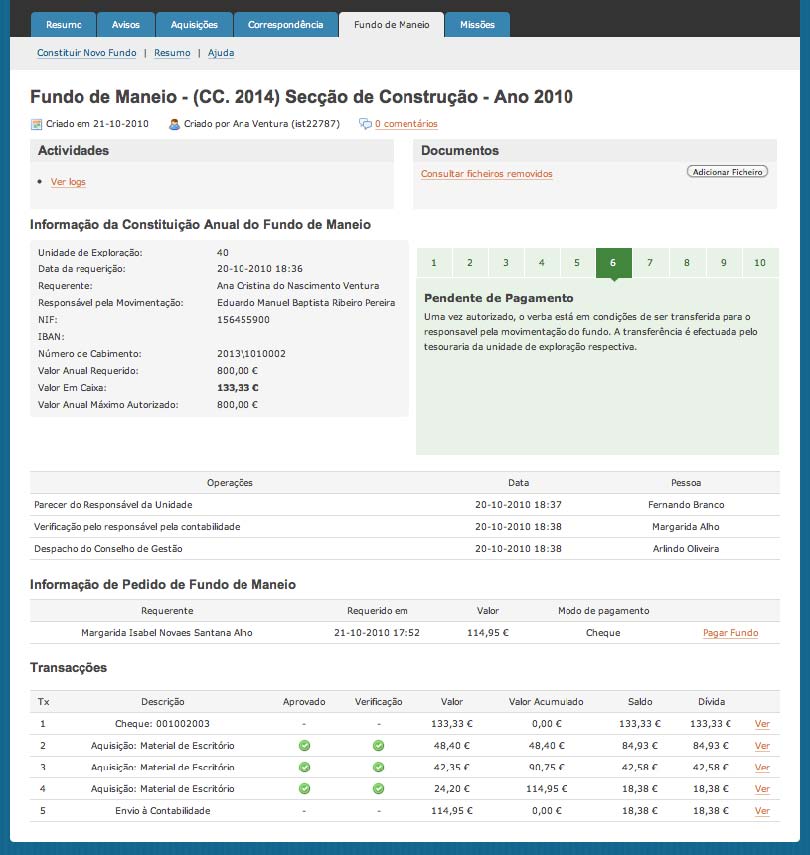 Resumo Avisos Aquisições Correspondência Fundo de Maneio Missões
Constituir Novo Fundo | Resumo | Ajuda
Fundo de Maneio - (CC. 2014) Secção de Construção - Ano 2010
Criado em 21-10-2010 Criado por Ara Ventura (ist22787) 0 comentários
Actividades
Ver logs
Documentos
Consultar ficheiros removidos Adicionar Ficheiro
Informação da Constituição Anual do Fundo de Maneio
Unidade de Exploração: 40
Data da requerição: 20-10-2010 18:36
Requerente: Ana Cristina do Nascimento Ventura
Responsável pela Movimentação: Eduardo Manuel Baptista Ribeiro Pereira
NIF: 156455900
IBAN:
Número de Cabimento: 2013\1010002
Valor Anual Requerido: 800,00 €
Valor Em Caixa: 133,33 €
Valor Anual Máximo Autorizado: 800,00 €
1 2 3 4 5 6 7 8 9 10
Pendente de Pagamento
Uma vez autorizado, o verba está em condições de ser transferida para o
responsavel pela movimentação do fundo. A transferência é efectuada pelo
tesouraria da unidade de exploração respectiva.
Operações Data Pessoa
Parecer do Responsável da Unidade 20-10-2010 18:37 Fernando Branco
Verificação pelo responsável pela contabilidade 20-10-2010 18:38 Margarida Alho
Despacho do Conselho de Gestão 20-10-2010 18:38 Arlindo Oliveira
Informação de Pedido de Fundo de Maneio
Requerente Requerido em Valor Modo de pagamento
Margarida Isabel Novaes Santana Alho 21-10-2010 17:52 114,95 € Cheque Pagar Fundo
Transacções
Tx Descrição Aprovado Verificação Valor Valor Acumulado Saldo Dívida
1 Cheque: 001002003 - - 133,33 € 0,00 € 133,33 € 133,33 € Ver
2 Aquisição: Material de Escritório 48,40 € 48,40 € 84,93 € 84,93 € Ver
3 Aquisição: Material de Escritório 42,35 € 90,75 € 42,58 € 42,58 € Ver
4 Aquisição: Material de Escritório 24,20 € 114,95 € 18,38 € 18,38 € Ver
5 Envio à Contabilidade - - 114,95 € 0,00 € 18,38 € 18,38 € Ver